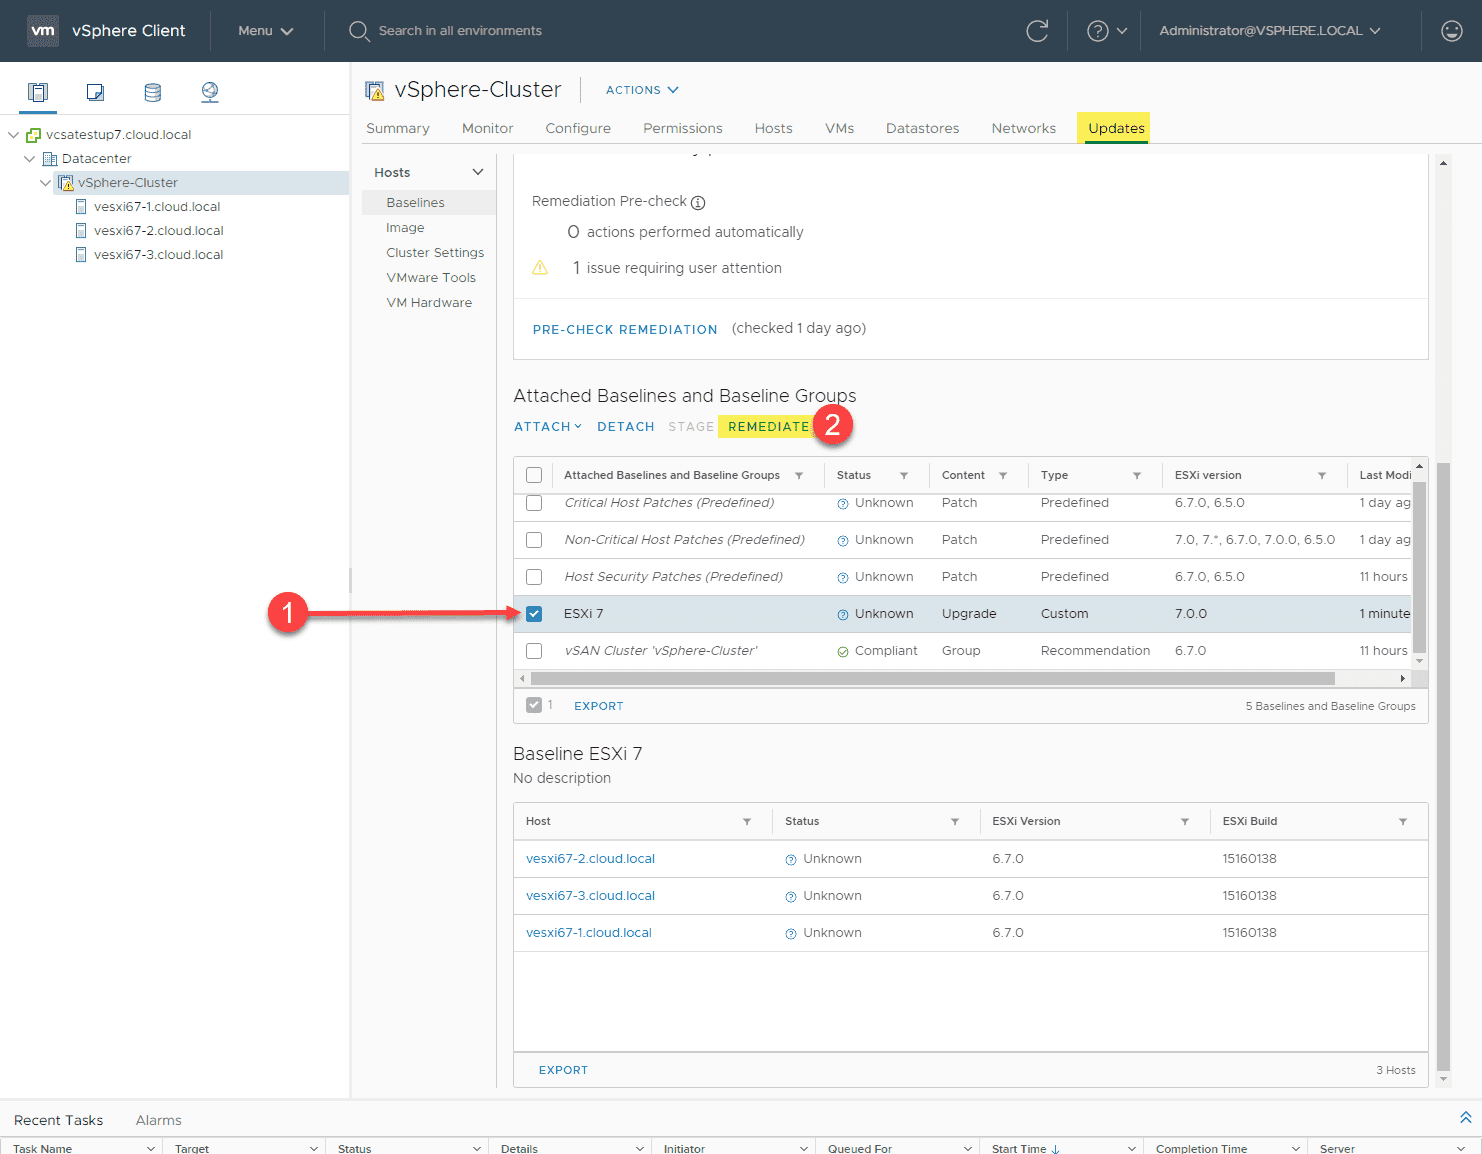 vm vSphere Client Menu Search in all environments Administrator@VSPHERE.LOCAL
vcsatestup7.cloud.local
Datacenter
vSphere-Cluster
vesxi67-1.cloud.local
vesxi67-2.cloud.local
vesxi67-3.cloud.local
vSphere-Cluster ACTIONS
Summary Monitor Configure Permissions Hosts VMs Datastores Networks Updates
Hosts
Baselines
Image
Cluster Settings
VMware Tools
VM Hardware
Remediation Pre-check
0 actions performed automatically
1 issue requiring user attention
PRE-CHECK REMEDIATION (checked 1 day ago)
Attached Baselines and Baseline Groups
ATTACH DETACH STAGE REMEDIATE 2
Attached Baselines and Baseline Groups Status Content Type ESXi version Last Modi
Critical Host Patches (Predefined) Unknown Patch Predefined 6.7.0, 6.5.0 1 day ag
Non-Critical Host Patches (Predefined) Unknown Patch Predefined 7.0, 7.*, 6.7.0, 7.0.0, 6.5.0 1 day ag
Host Security Patches (Predefined) Unknown Patch Predefined 6.7.0, 6.5.0 11 hours
1 ESXi 7 Unknown Upgrade Custom 7.0.0 1 minute
vSAN Cluster 'vSphere-Cluster' Compliant Group Recommendation 6.7.0 11 hours
1 EXPORT 5 Baselines and Baseline Groups
Baseline ESXi 7
No description
Host Status ESXi Version ESXi Build
vesxi67-2.cloud.local Unknown 6.7.0 15160138
vesxi67-3.cloud.local Unknown 6.7.0 15160138
vesxi67-1.cloud.local Unknown 6.7.0 15160138
EXPORT 3 Hosts
Recent Tasks Alarms
Task Name Target Status Details Initiator Queued For Start Time ↓ Completion Time Server